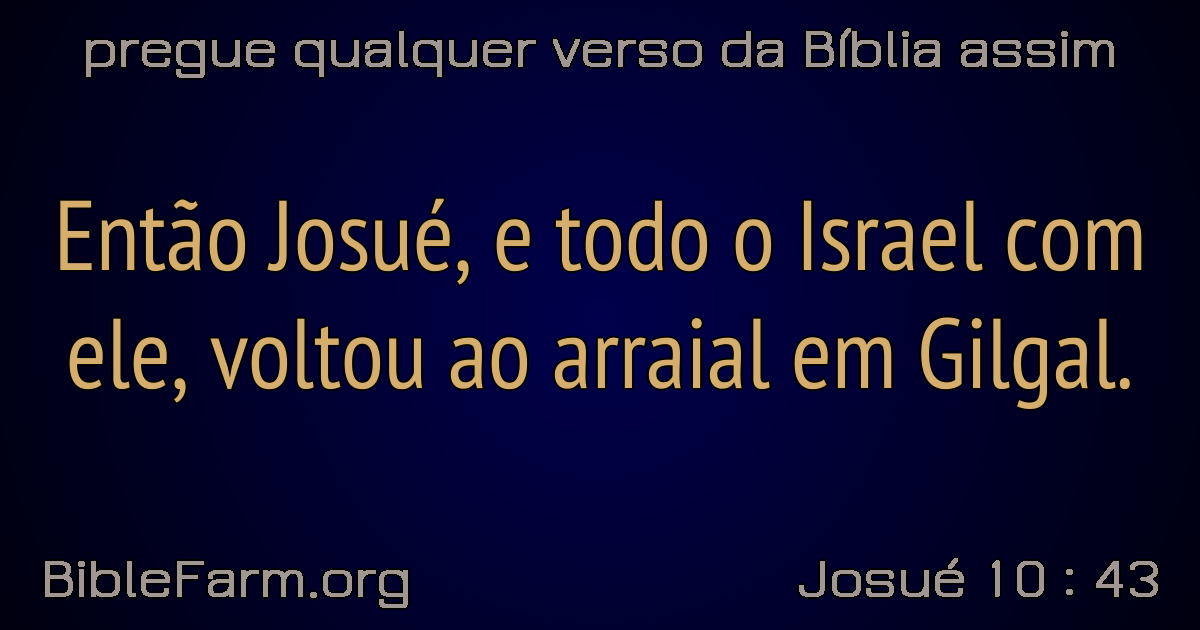 pregue qualquer verso da Bíblia assim
Então Josué, e todo o Israel com
ele, voltou ao arraial em Gilgal.
BibleFarm.org
Josué 10 : 43